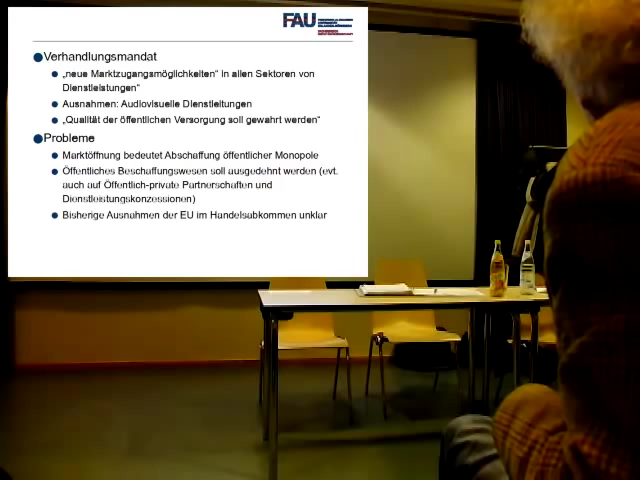 FAU
Verhandlungsmandat
„neue Marktzugangsmöglichkeiten“ in allen Sektoren von
Dienstleistungen“
Ausnahmen: Audiovisuelle Dienstleitungen
„Qualität der öffentlichen Versorgung soll gewahrt werden“
Probleme
Marktöffnung bedeutet Abschaffung öffentlicher Monopole
Öffentliches Beschaffungswesen soll ausgedehnt werden (evt.
auch auf Öffentlich-private Partnerschaften und
Dienstleistungskonzessionen)
Bisherige Ausnahmen der EU im Handelsabkommen unklar